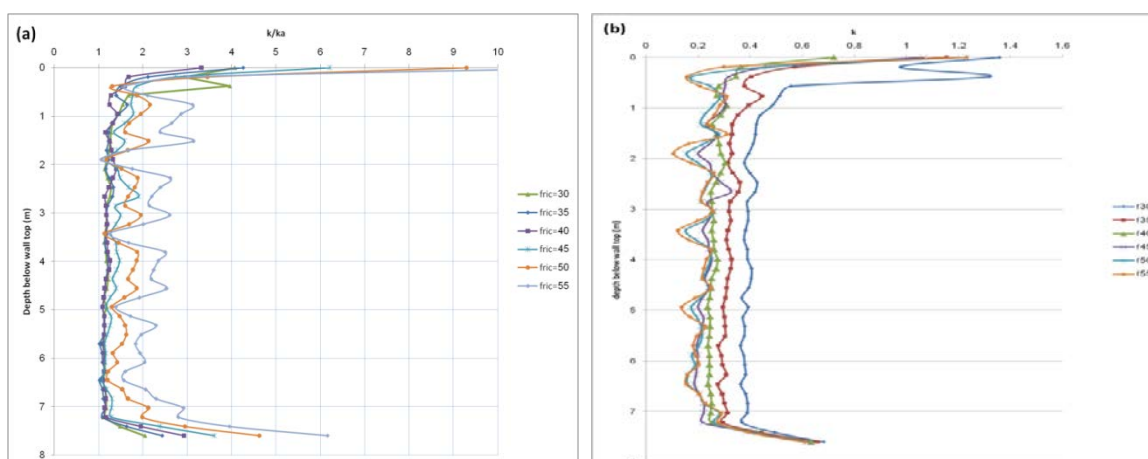 (a)
k/ka
0 1 2 3 4 5 6 7 8 9 10
0
1
2
3
4
5
6
7
8
Depth below wall top (m)
fric=30
fric=35
fric=40
fric=45
fric=50
fric=55
(b)
k
0 0.2 0.4 0.6 0.8 1 1.2 1.4 1.6
0
1
2
3
4
5
6
7
depth below wall top (m)